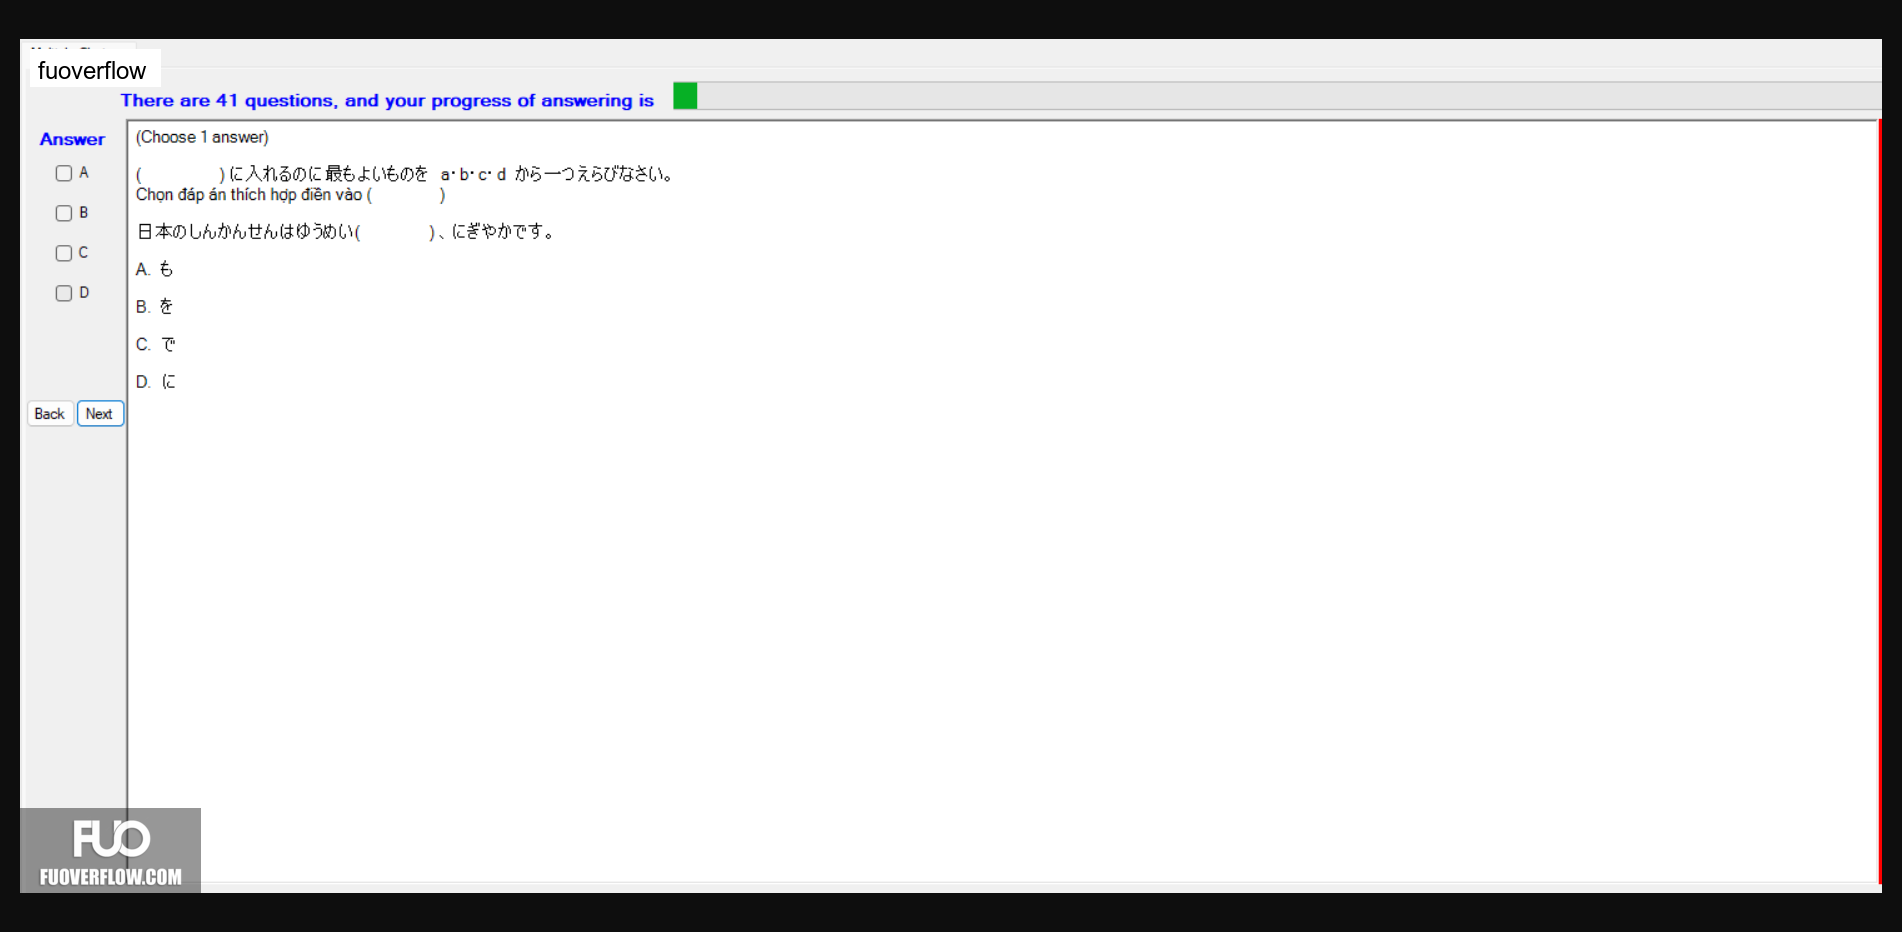 fuoverflow
There are 41 questions, and your progress of answering is
Answer
A
B
C
D
Back Next
(Choose 1 answer)
(　　　)に入れるのに最もよいものを a・b・c・d から一つえらびなさい。
Chọn đáp án thích hợp điền vào (　　　)
日本のしんかんせんはゆうめい(　　　)、にぎやかです。
A. も
B. を
C. で
D. に
FUO
FUOVERFLOW.COM